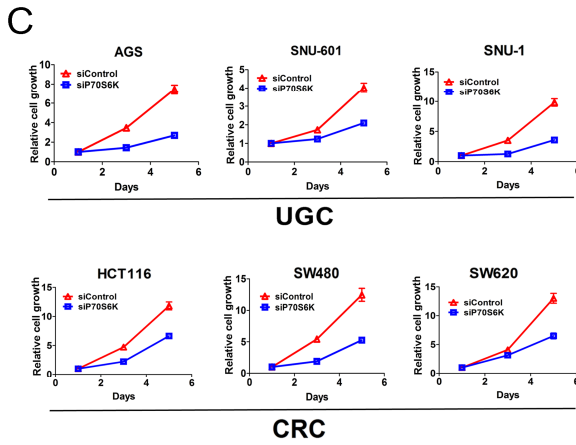 C
AGS
Relative cell growth
10
8
6
4
2
0
siControl
siP70S6K
0 2 4 6
Days
SNU-601
Relative cell growth
5
4
3
2
1
0
siControl
siP70S6K
0 2 4 6
Days
SNU-1
Relative cell growth
15
10
5
0
siControl
siP70S6K
0 2 4 6
Days
UGC
HCT116
Relative cell growth
15
10
5
0
siControl
siP70S6K
0 2 4 6
Days
SW480
Relative cell growth
15
10
5
0
siControl
siP70S6K
0 2 4 6
Days
SW620
Relative cell growth
15
10
5
0
siControl
siP70S6K
0 2 4 6
Days
CRC